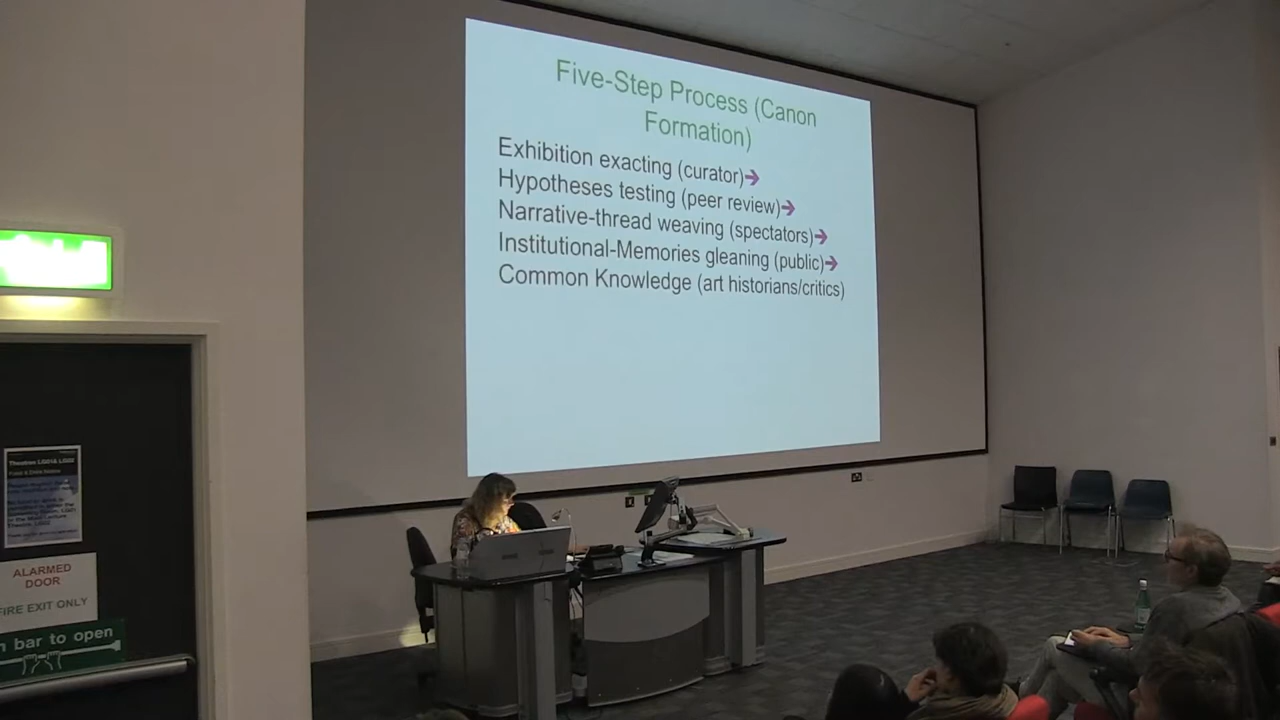 Five-Step Process (Canon
Formation)
Exhibition exacting (curator)➔
Hypotheses testing (peer review)➔
Narrative-thread weaving (spectators)➔
Institutional-Memories gleaning (public)➔
Common Knowledge (art historians/critics)
ALARMED
DOOR
FIRE EXIT ONLY
bar to open